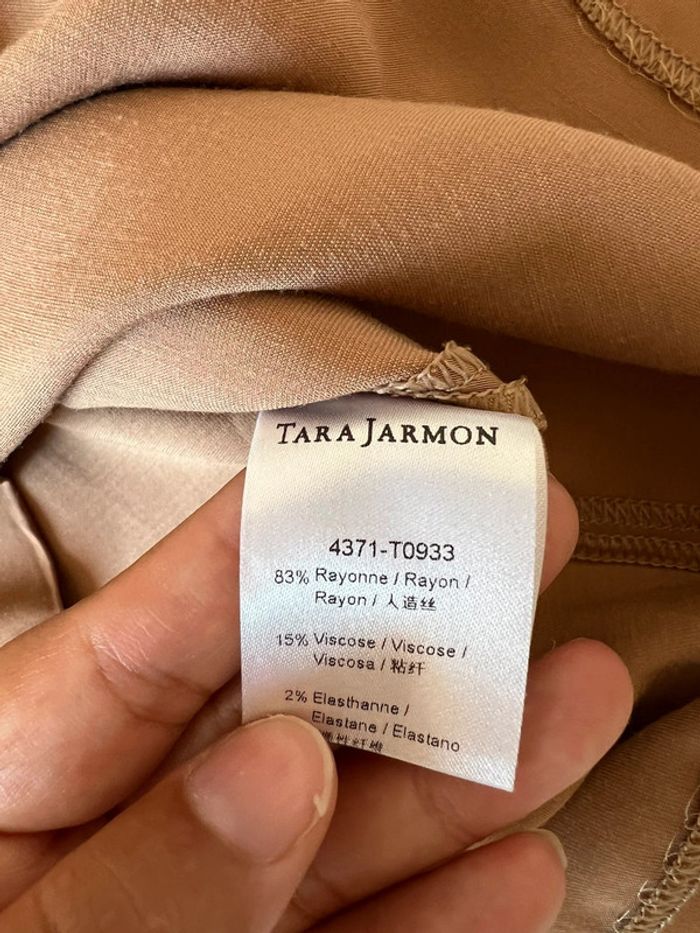 TARA JARMON
4371-T0933
83% Rayonne / Rayon /
Rayon / 人造丝
15% Viscose / Viscose /
Viscosa / 粘纤
2% Elasthanne /
Elastane / Elastano